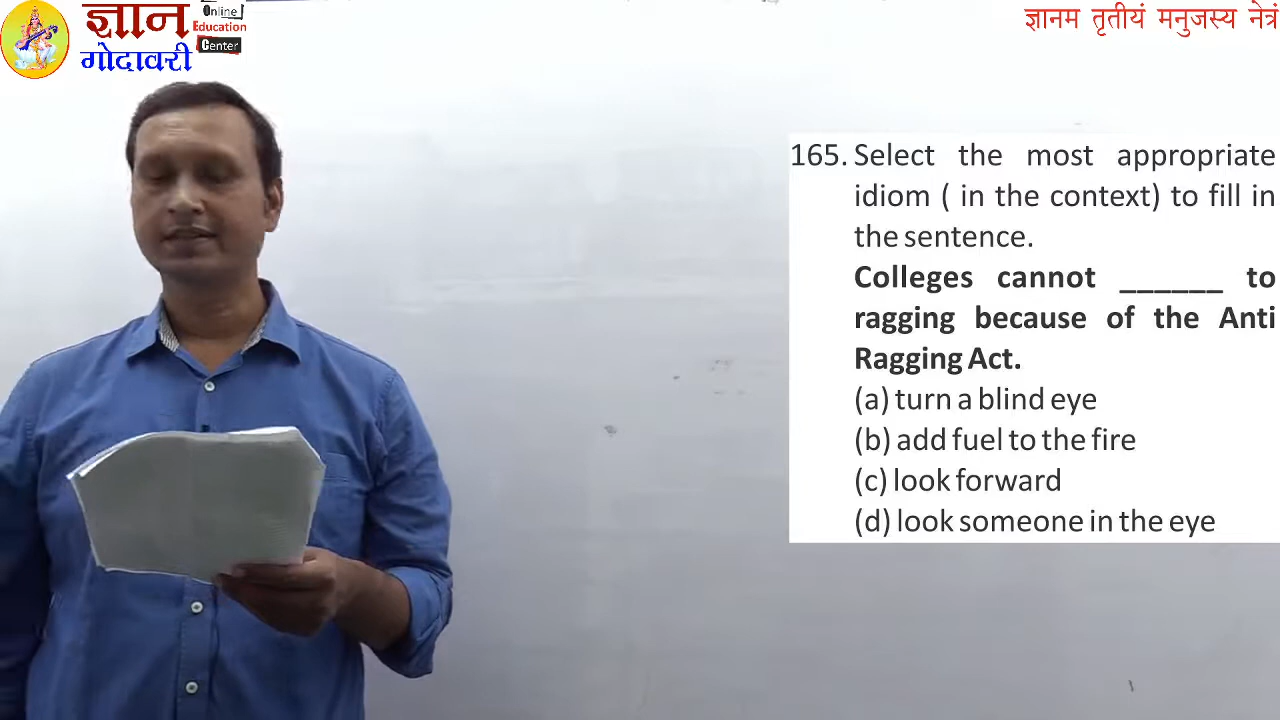 ज्ञान
Online
Education
Center
गोदावरी
ज्ञानम तृतीयं मनुजस्य नेत्रं
165. Select the most appropriate
idiom ( in the context) to fill in
the sentence.
Colleges cannot ______ to
ragging because of the Anti
Ragging Act.
(a) turn a blind eye
(b) add fuel to the fire
(c) look forward
(d) look someone in the eye